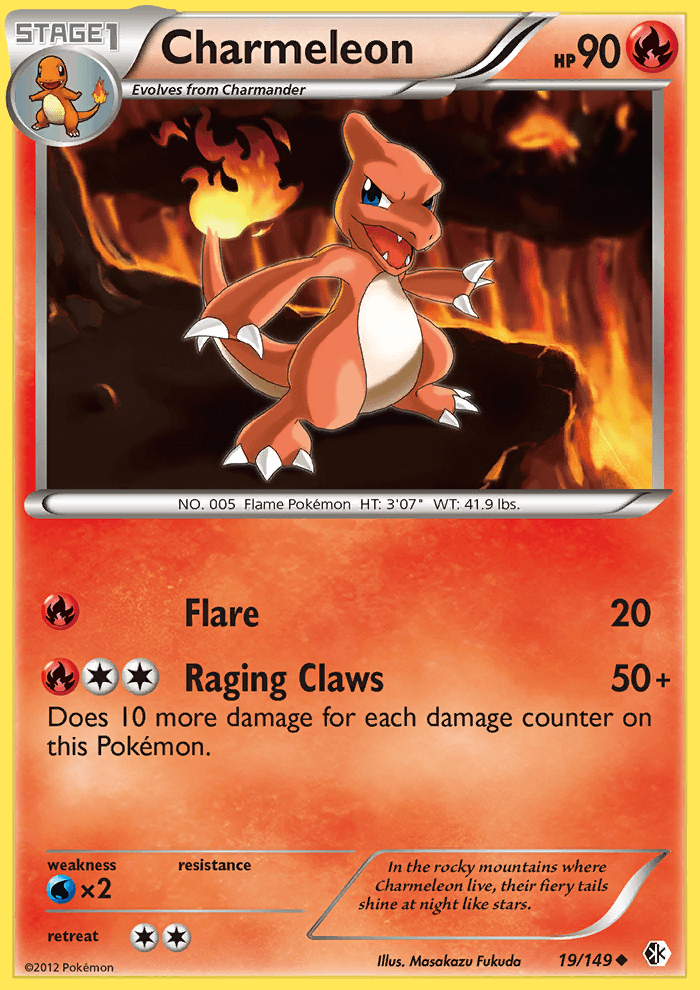 STAGE1
Charmeleon
HP90
Evolves from Charmander
NO. 005 Flame Pokémon HT: 3'07" WT: 41.9 lbs.
Flare 20
Raging Claws 50+
Does 10 more damage for each damage counter on
this Pokémon.
weakness resistance
×2
In the rocky mountains where
Charmeleon live, their fiery tails
shine at night like stars.
retreat
©2012 Pokémon
Illus. Masakazu Fukuda
19/149